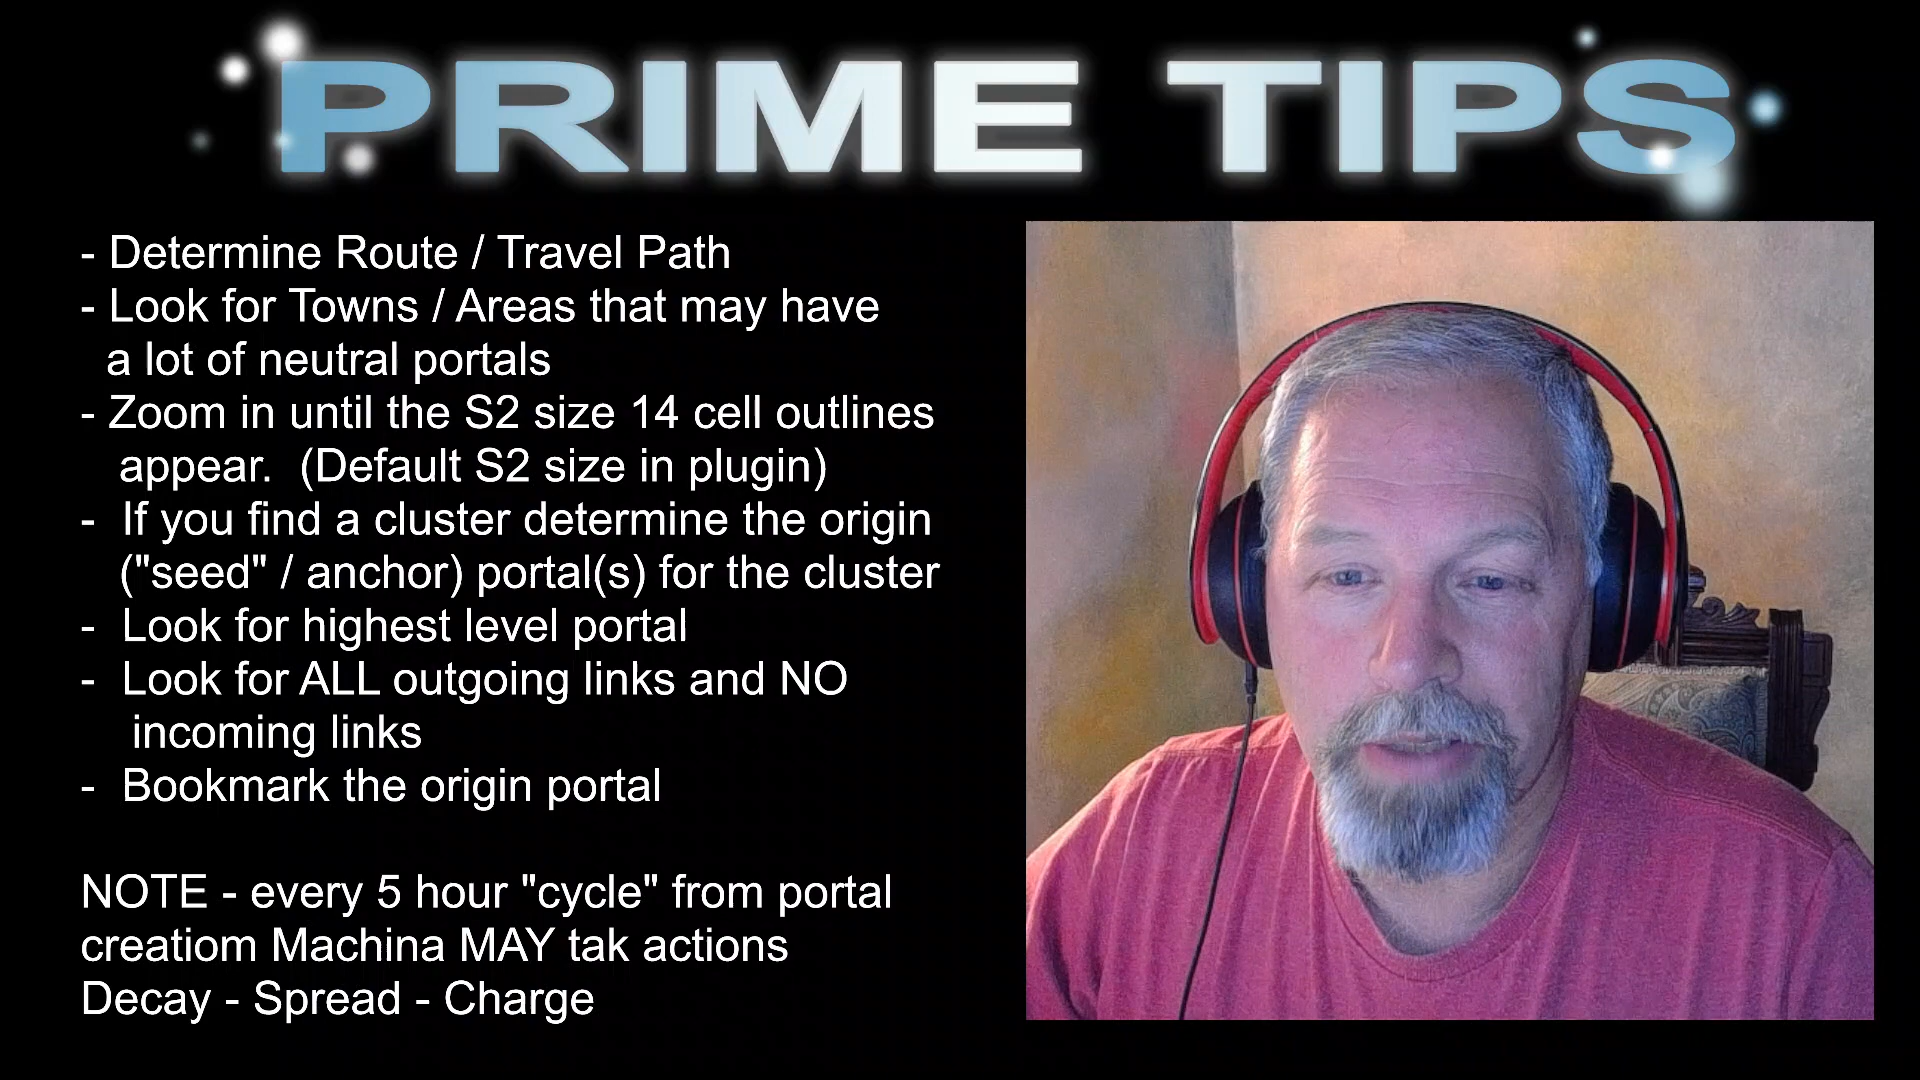 PRIME TIPS
- Determine Route / Travel Path
- Look for Towns / Areas that may have
a lot of neutral portals
- Zoom in until the S2 size 14 cell outlines
appear.  (Default S2 size in plugin)
-  If you find a cluster determine the origin
("seed" / anchor) portal(s) for the cluster
-  Look for highest level portal
-  Look for ALL outgoing links and NO
incoming links
-  Bookmark the origin portal
NOTE - every 5 hour "cycle" from portal
creatiom Machina MAY tak actions
Decay - Spread - Charge